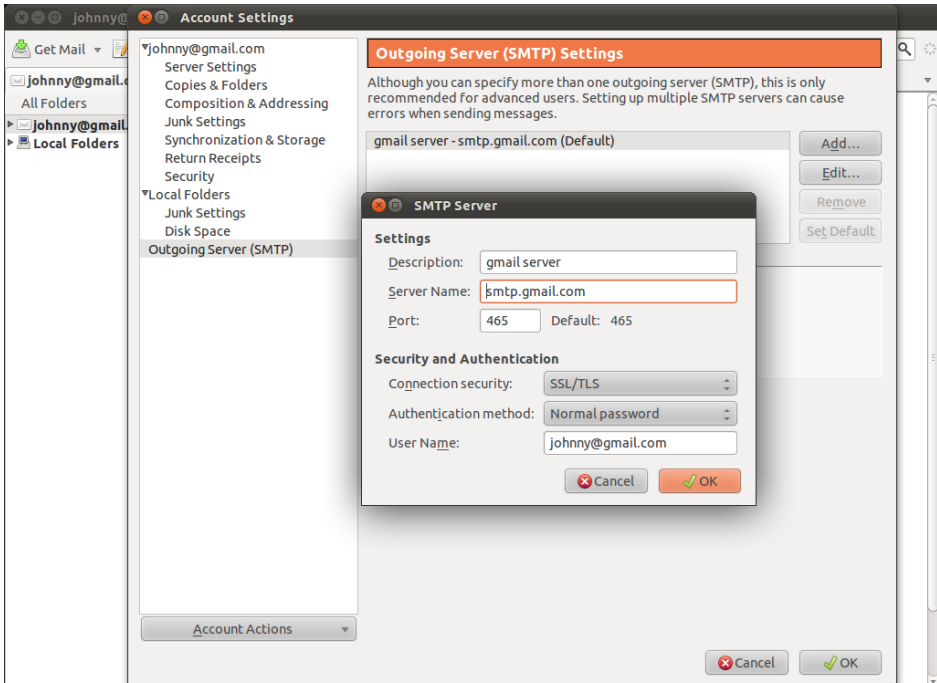 johnny@
Account Settings
Get Mail
johnny@gmail.
All Folders
johnny@gmail.
Local Folders
johnny@gmail.com
Server Settings
Copies & Folders
Composition & Addressing
Junk Settings
Synchronization & Storage
Return Receipts
Security
Local Folders
Junk Settings
Disk Space
Outgoing Server (SMTP)
Account Actions
Outgoing Server (SMTP) Settings
Although you can specify more than one outgoing server (SMTP), this is only
recommended for advanced users. Setting up multiple SMTP servers can cause
errors when sending messages.
gmail server - smtp.gmail.com (Default)
Add...
Edit...
Remove
Set Default
SMTP Server
Settings
Description: gmail server
Server Name: smtp.gmail.com
Port: 465 Default: 465
Security and Authentication
Connection security: SSL/TLS
Authentication method: Normal password
User Name: johnny@gmail.com
Cancel OK
Cancel OK